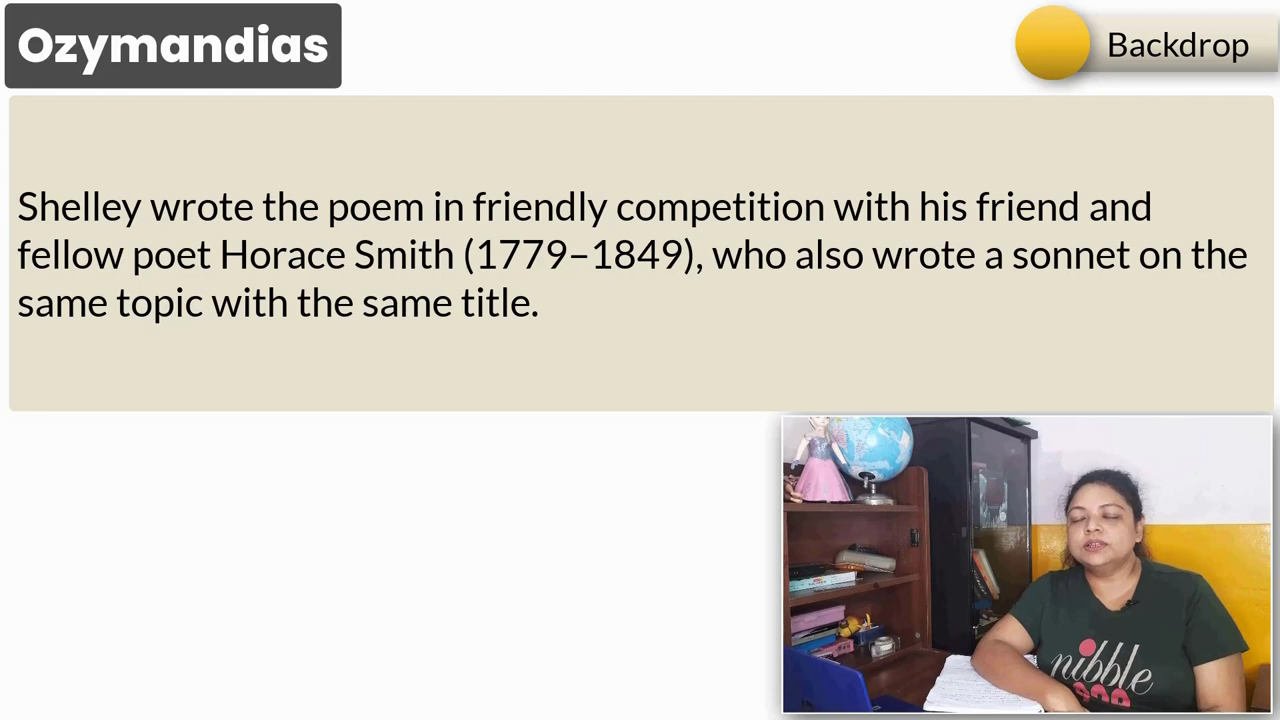 Ozymandias
Backdrop
Shelley wrote the poem in friendly competition with his friend and
fellow poet Horace Smith (1779–1849), who also wrote a sonnet on the
same topic with the same title.
nibble